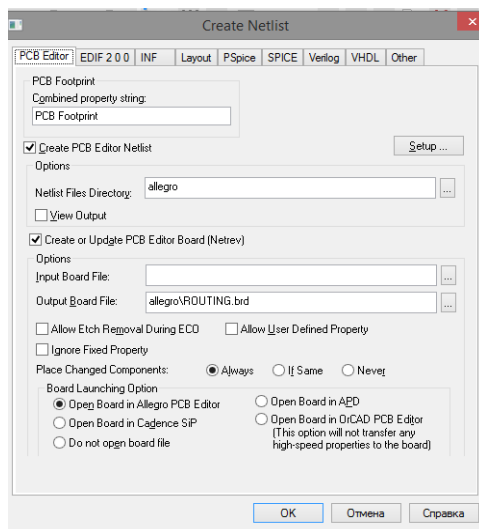 Create Netlist
PCB Editor EDIF 2 0 0 INF Layout PSpice SPICE Verilog VHDL Other
PCB Footprint
Combined property string:
PCB Footprint
Create PCB Editor Netlist
Setup ...
Options
Netlist Files Directory: allegro ...
View Output
Create or Update PCB Editor Board (Netrev)
Options
Input Board File: ...
Output Board File: allegro\ROUTING.brd ...
Allow Etch Removal During ECO Allow User Defined Property
Ignore Fixed Property
Place Changed Components: Always If Same Never
Board Launching Option
Open Board in Allegro PCB Editor
Open Board in Cadence SiP
Do not open board file
Open Board in APD
Open Board in OrCAD PCB Editor
(This option will not transfer any
high-speed properties to the board)
OK Отмена Справка